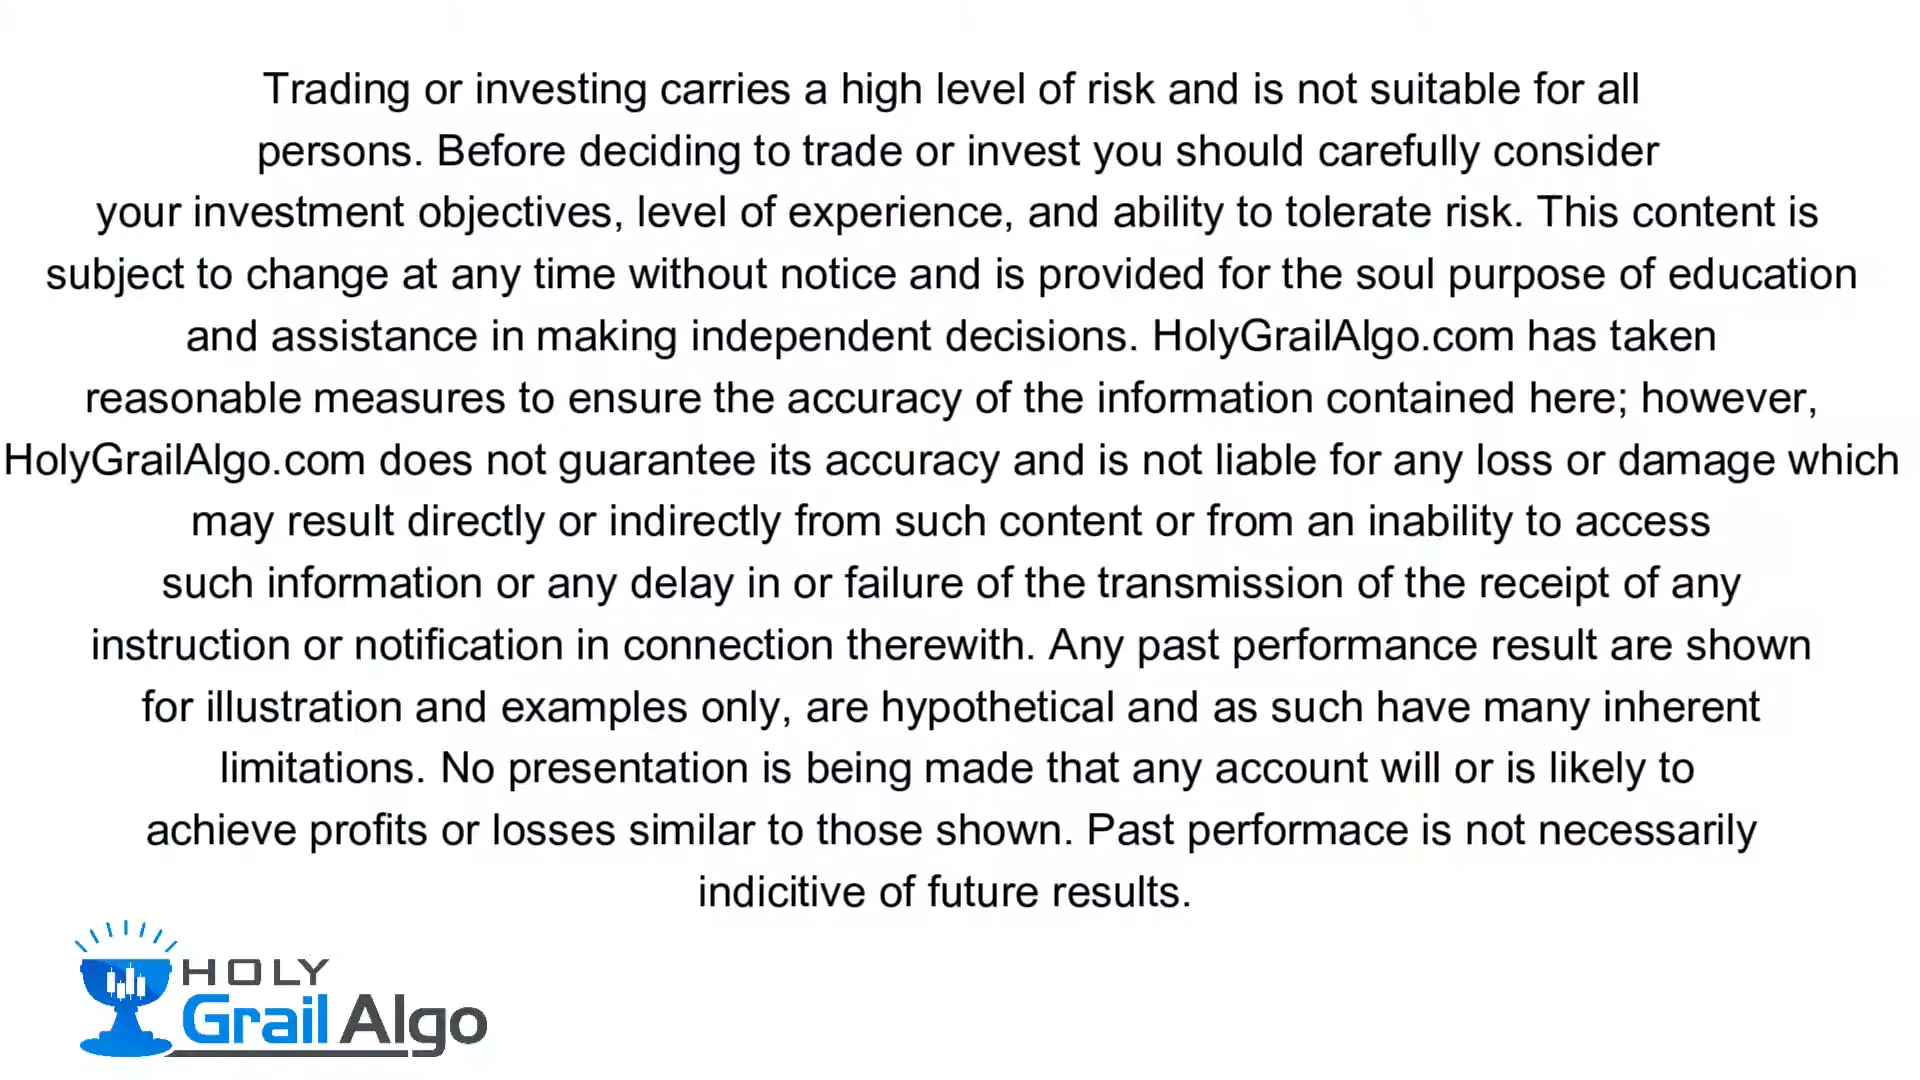 Trading or investing carries a high level of risk and is not suitable for all
persons. Before deciding to trade or invest you should carefully consider
your investment objectives, level of experience, and ability to tolerate risk. This content is
subject to change at any time without notice and is provided for the soul purpose of education
and assistance in making independent decisions. HolyGrailAlgo.com has taken
reasonable measures to ensure the accuracy of the information contained here; however,
HolyGrailAlgo.com does not guarantee its accuracy and is not liable for any loss or damage which
may result directly or indirectly from such content or from an inability to access
such information or any delay in or failure of the transmission of the receipt of any
instruction or notification in connection therewith. Any past performance result are shown
for illustration and examples only, are hypothetical and as such have many inherent
limitations. No presentation is being made that any account will or is likely to
achieve profits or losses similar to those shown. Past performace is not necessarily
indicitive of future results.
HOLY
Grail Algo